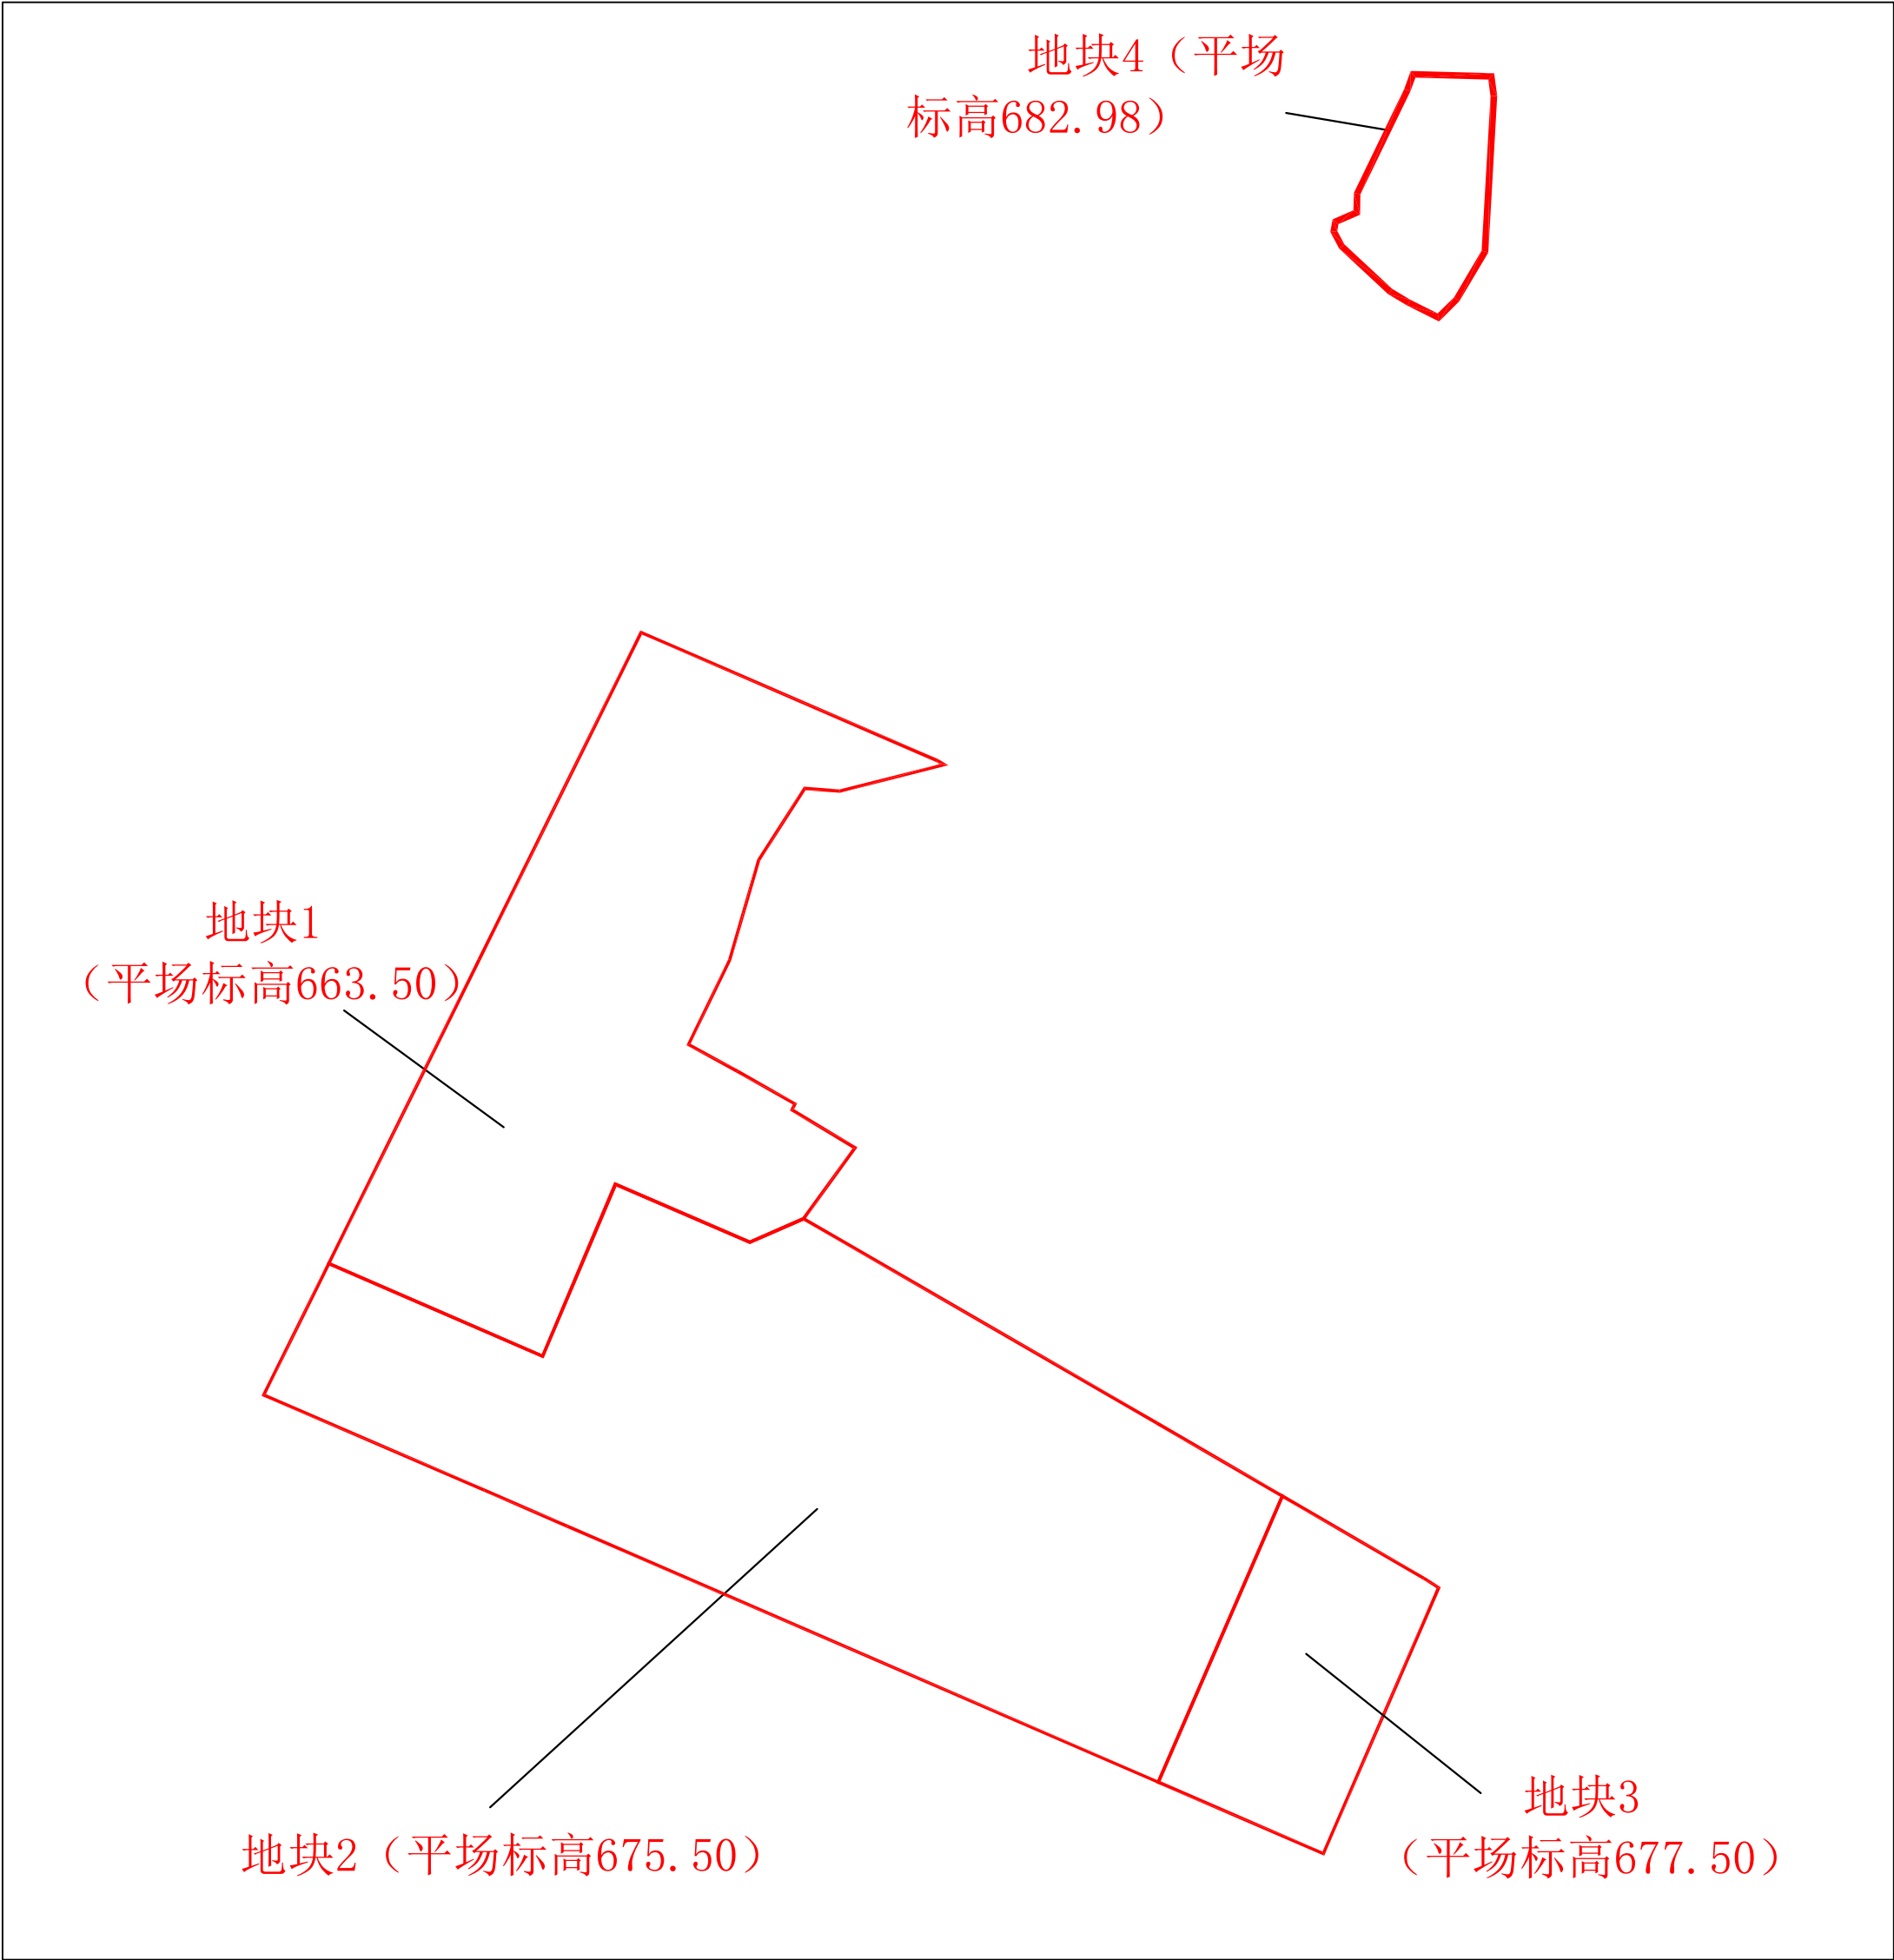 地块4（平场
标高682.98）
地块1
（平场标高663.50）
地块2（平场标高675.50）
地块3
（平场标高677.50）